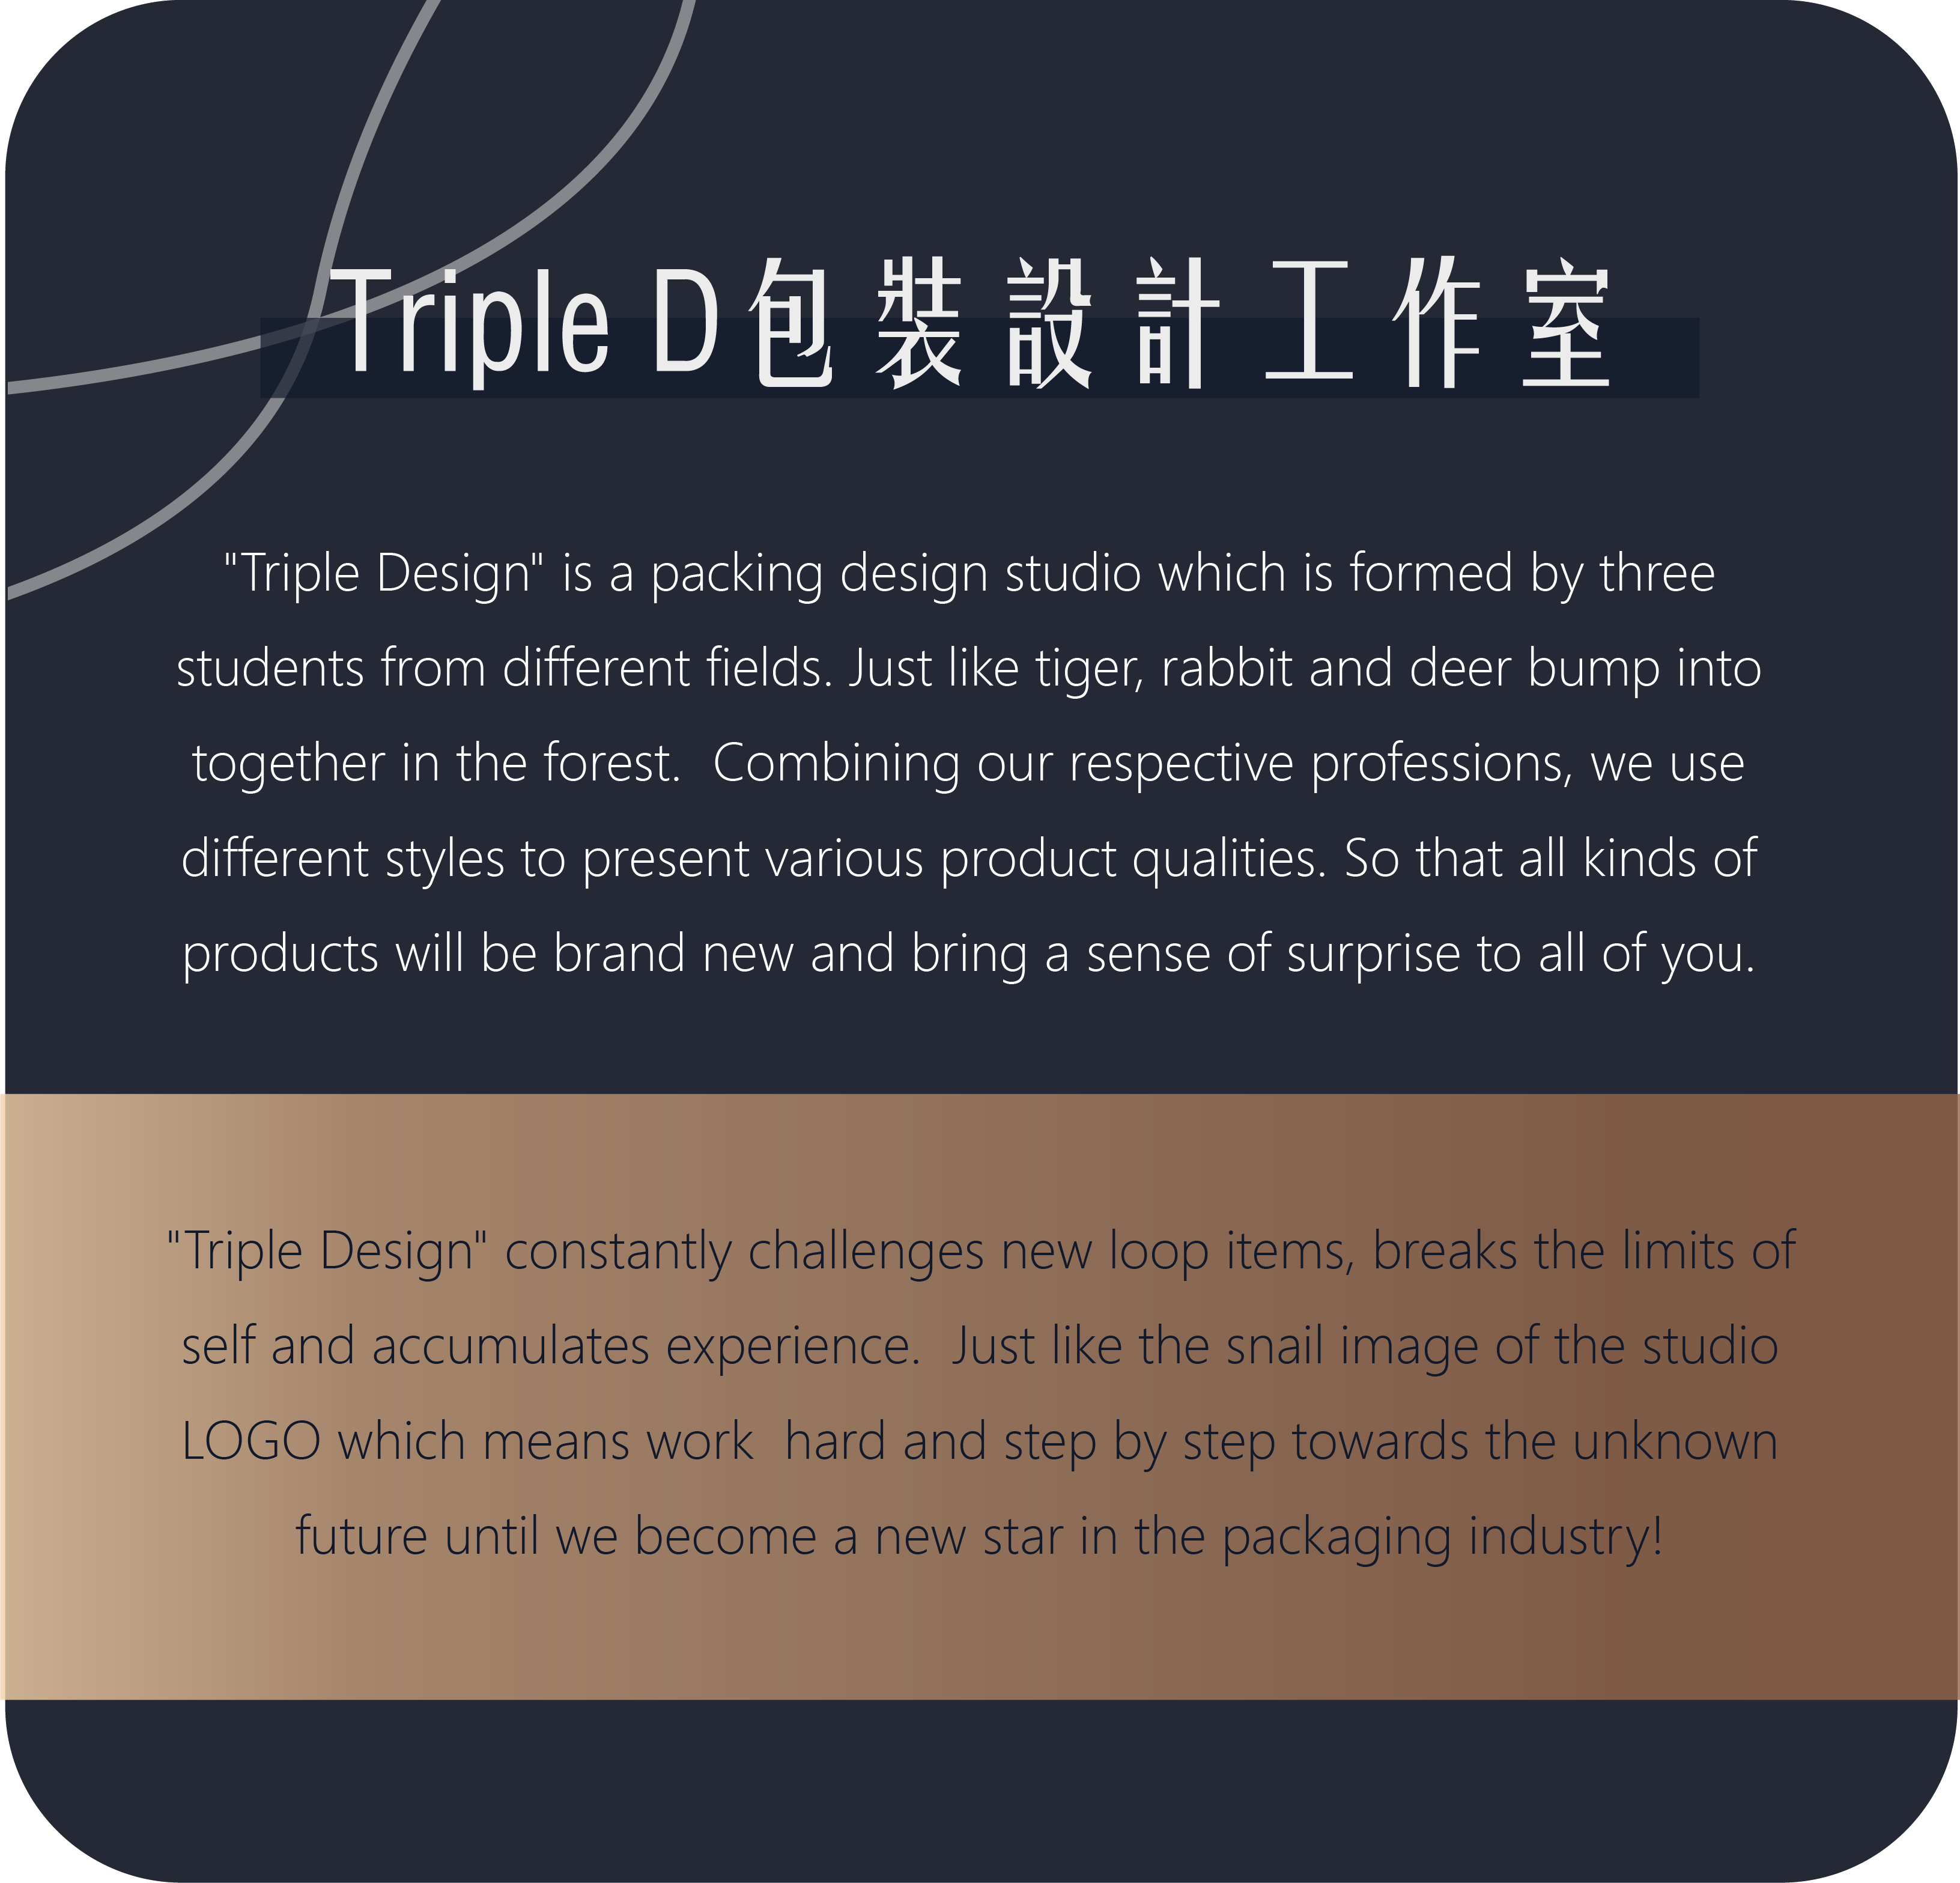 Triple D包裝設計工作室
"Triple Design" is a packing design studio which is formed by three
students from different fields. Just like tiger, rabbit and deer bump into
together in the forest.  Combining our respective professions, we use
different styles to present various product qualities. So that all kinds of
products will be brand new and bring a sense of surprise to all of you.
"Triple Design" constantly challenges new loop items, breaks the limits of
self and accumulates experience.  Just like the snail image of the studio
LOGO which means work  hard and step by step towards the unknown
future until we become a new star in the packaging industry!